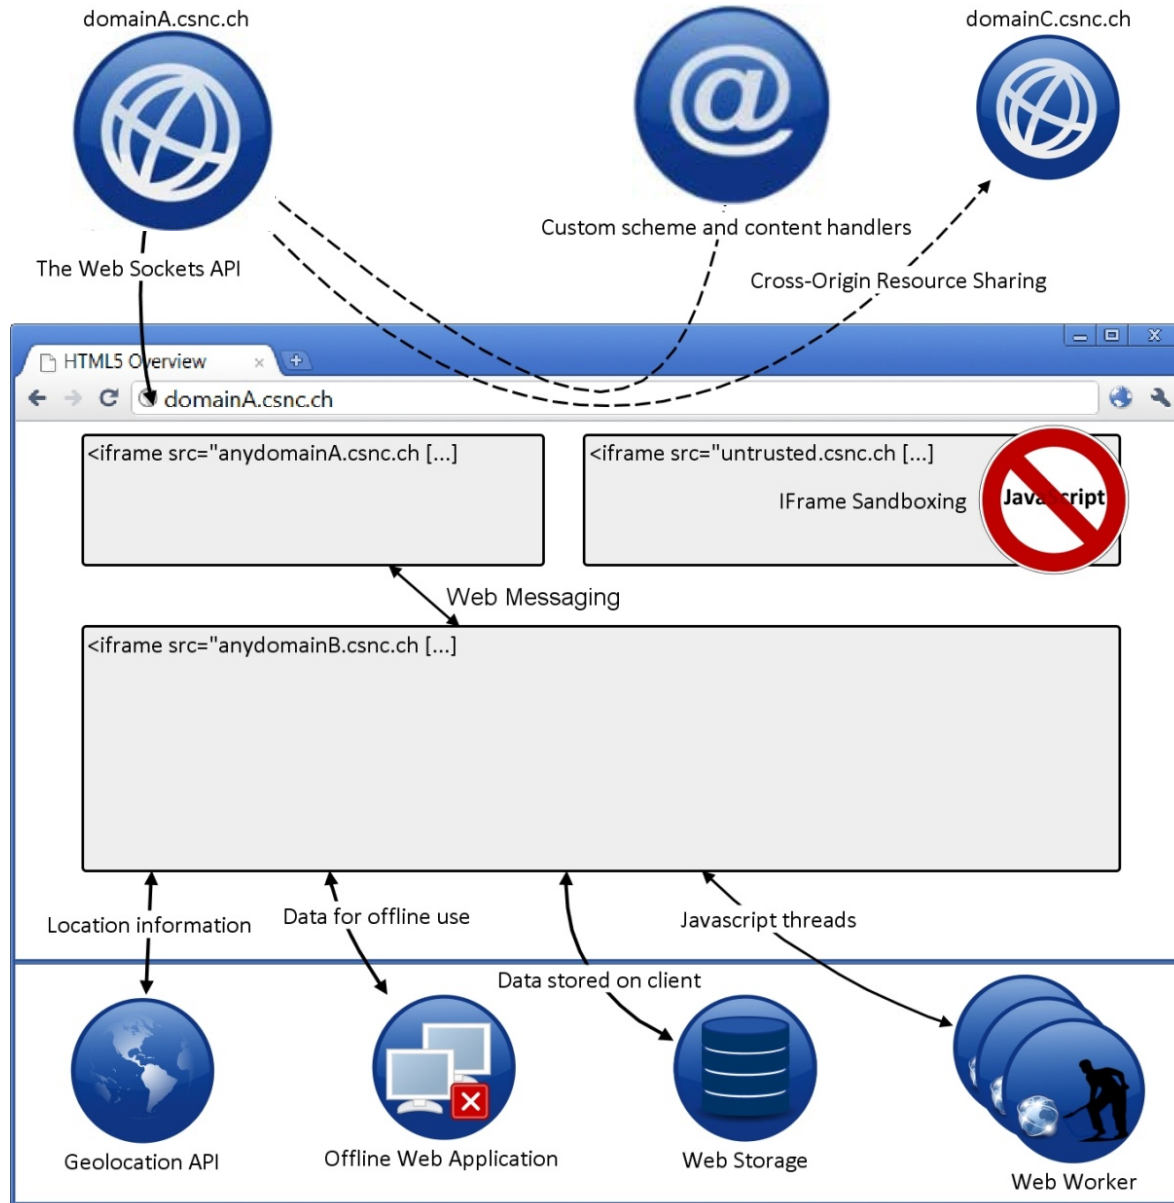 domainA.csnc.ch
domainC.csnc.ch
@
Custom scheme and content handlers
The Web Sockets API
Cross-Origin Resource Sharing
HTML5 Overview
domainA.csnc.ch
<iframe src="anydomainA.csnc.ch [...]
<iframe src="untrusted.csnc.ch [...]
IFrame Sandboxing
JavaScript
Web Messaging
<iframe src="anydomainB.csnc.ch [...]
Location information
Data for offline use
Javascript threads
Data stored on client
Geolocation API
Offline Web Application
Web Storage
Web Worker